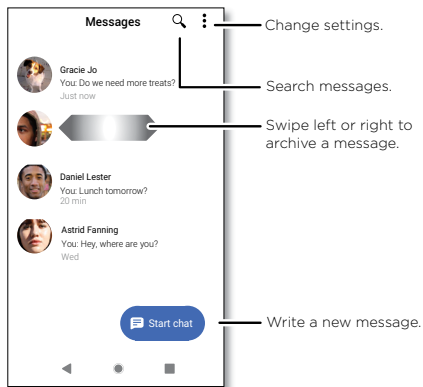 Messages
Change settings.
Gracie Jo
You: Do we need more treats?
Just now
Search messages.
Swipe left or right to
archive a message.
Daniel Lester
You: Lunch tomorrow?
20 min
Astrid Fanning
You: Hey, where are you?
Wed
Start chat
Write a new message.